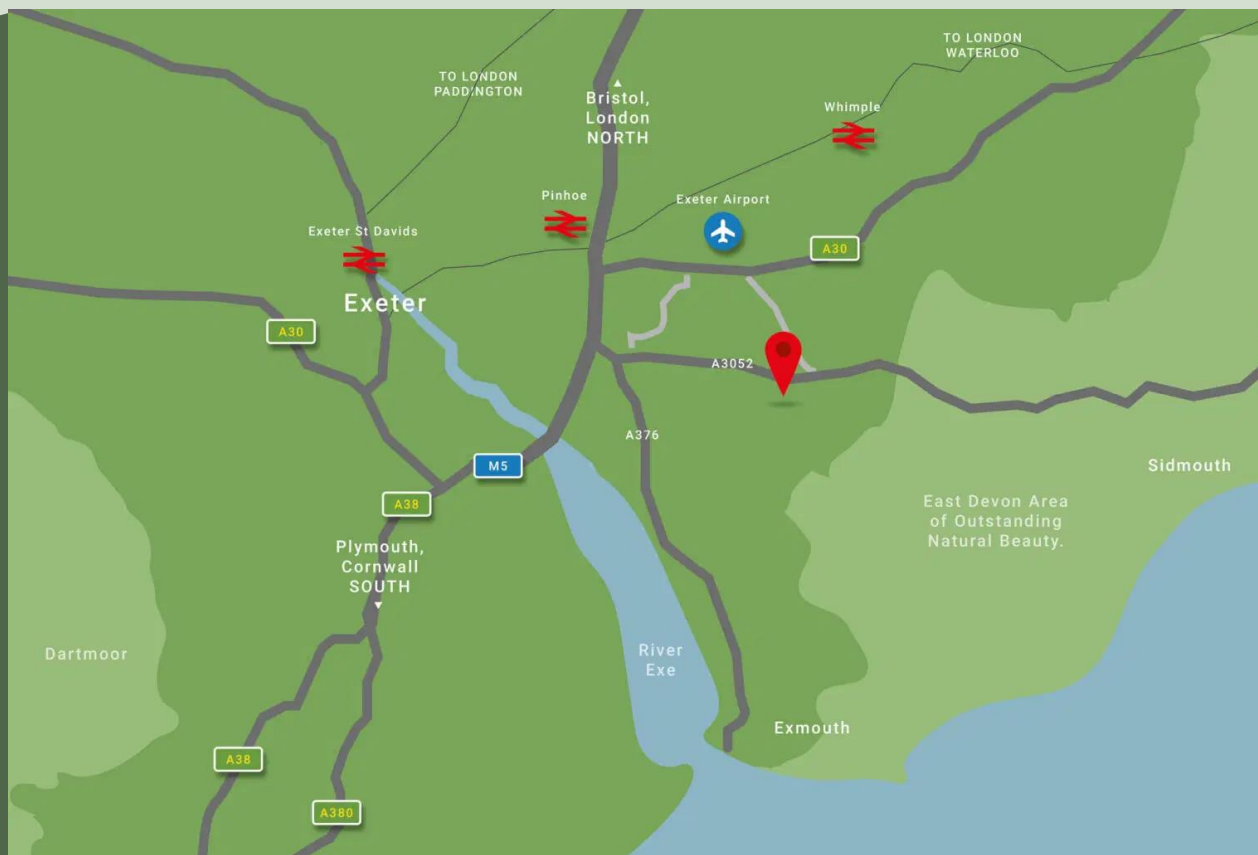 TO LONDON
WATERLOO
TO LONDON
PADDINGTON
Bristol,
London
NORTH
Whimple
Pinhoe
Exeter Airport
Exeter St Davids
A30
Exeter
A30
A3052
A376
M5
Sidmouth
A38
East Devon Area
of Outstanding
Natural Beauty.
Plymouth,
Cornwall
SOUTH
Dartmoor
River
Exe
Exmouth
A38
A380